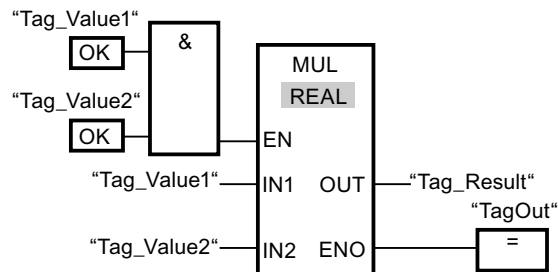 “Tag_Value1“
OK
&
“Tag_Value2“
OK
MUL
REAL
EN
“Tag_Value1“
IN1
OUT
“Tag_Result“
“TagOut“
=
“Tag_Value2“
IN2
ENO